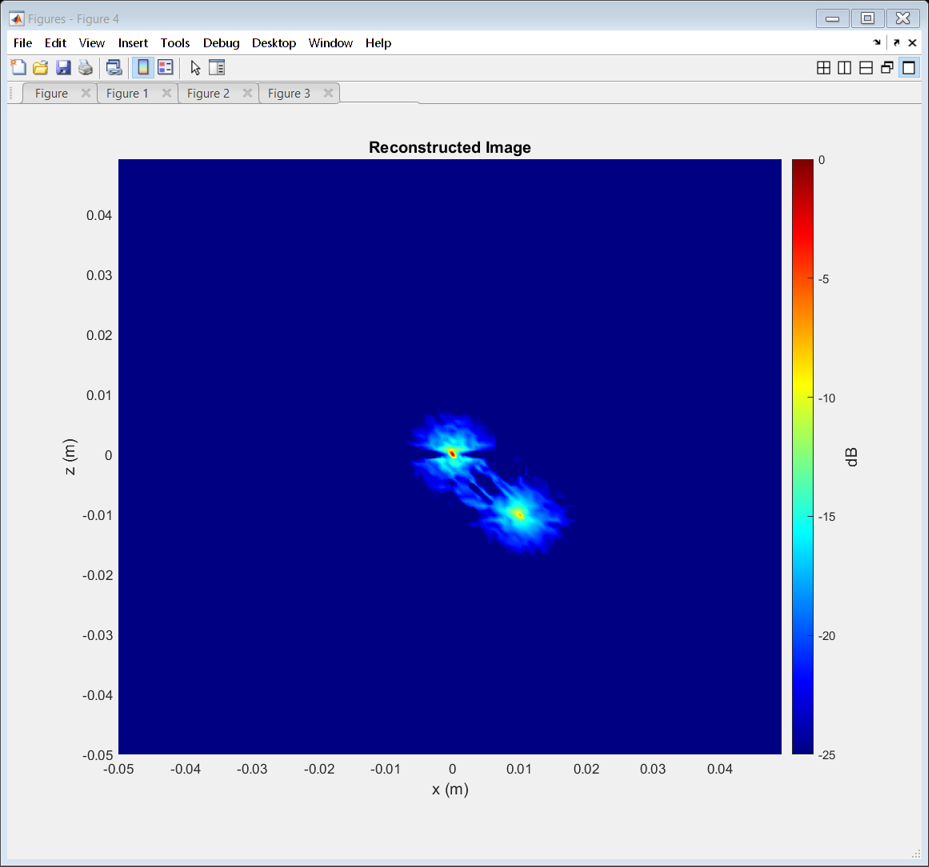 Figures - Figure 4
File Edit View Insert Tools Debug Desktop Window Help
Figure Figure 1 Figure 2 Figure 3
Reconstructed Image
0.04
0.03
0.02
0.01
0
-0.01
-0.02
-0.03
-0.04
-0.05
z (m)
-0.05 -0.04 -0.03 -0.02 -0.01 0 0.01 0.02 0.03 0.04
x (m)
0
-5
-10
-15
-20
-25
dB